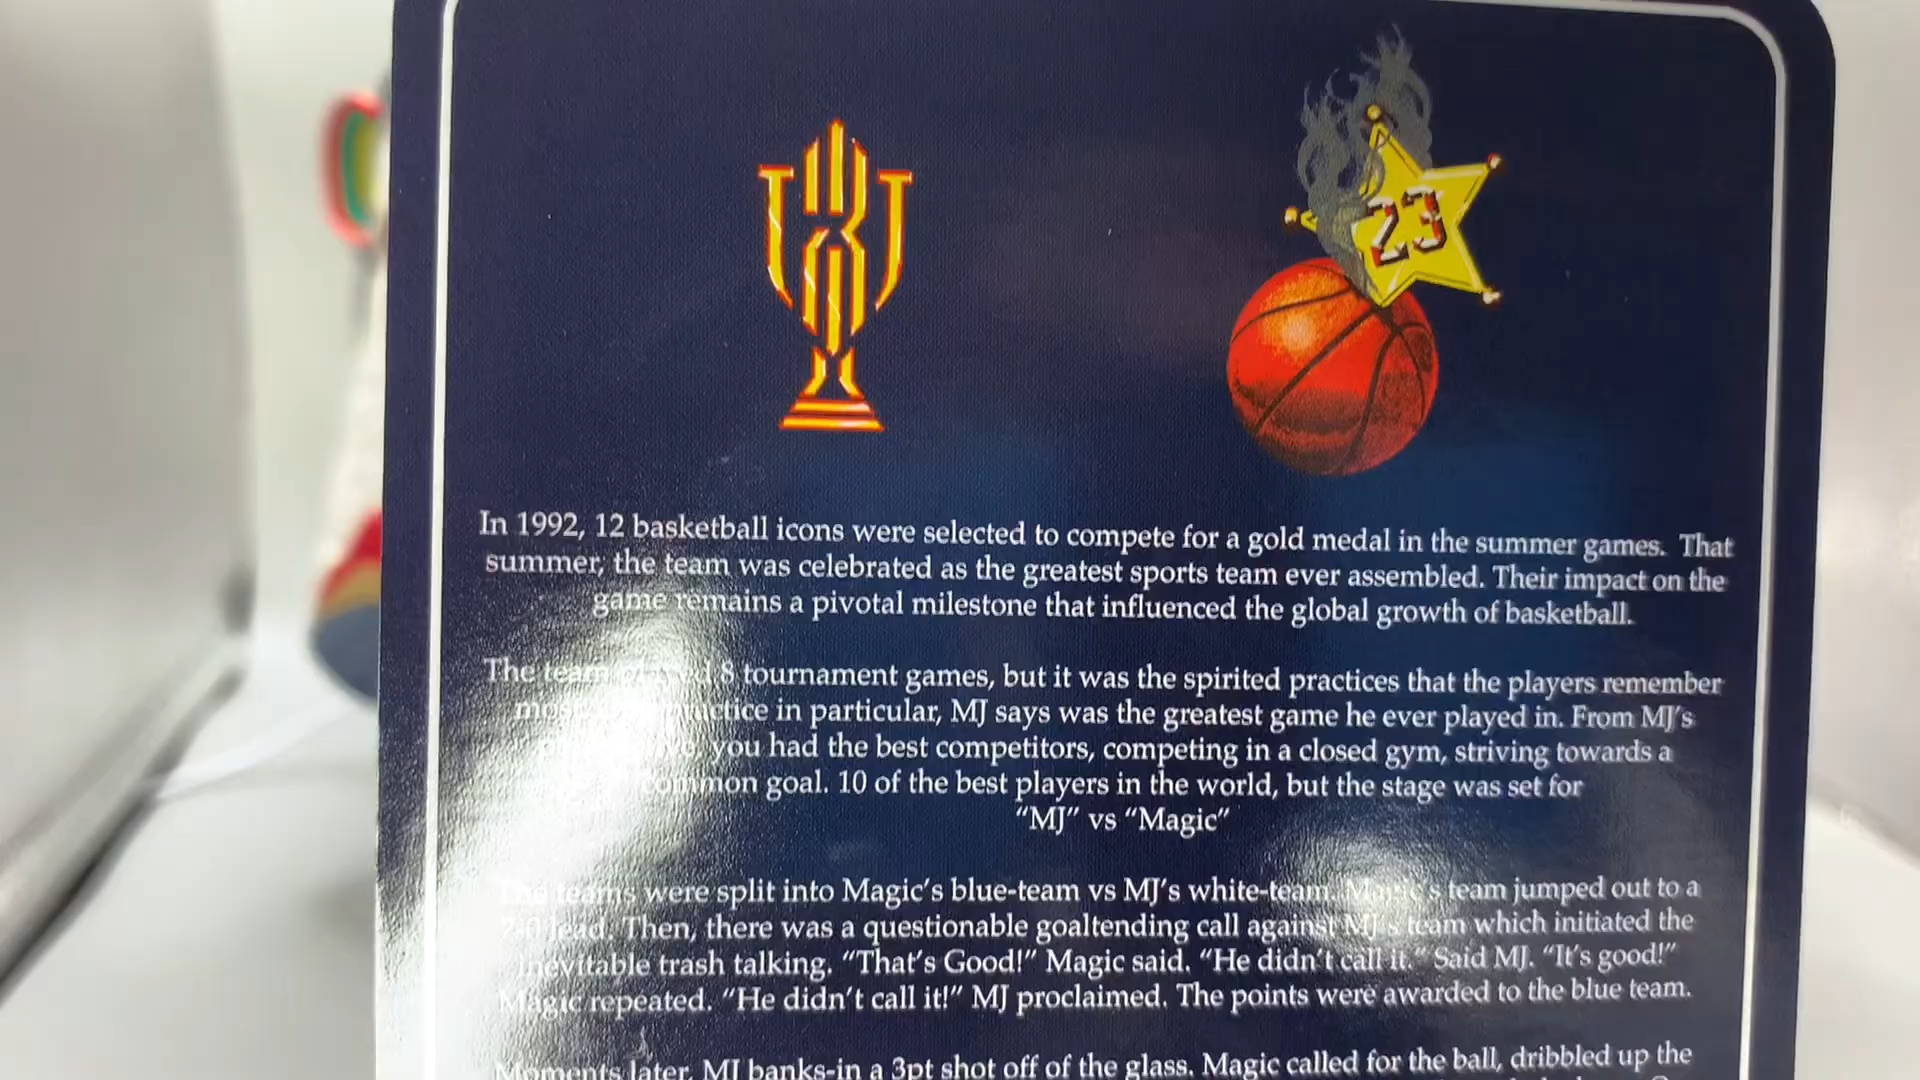 23
In 1992, 12 basketball icons were selected to compete for a gold medal in the summer games. That
summer, the team was celebrated as the greatest sports team ever assembled. Their impact on the
game remains a pivotal milestone that influenced the global growth of basketball.
The team played 8 tournament games, but it was the spirited practices that the players remember
practice in particular, MJ says was the greatest game he ever played in. From MJ's
you had the best competitors, competing in a closed gym, striving towards a
common goal. 10 of the best players in the world, but the stage was set for
“MJ” vs “Magic”
The teams were split into Magic's blue-team vs MJ's white-team. Magic's team jumped out to a
7-0 lead. Then, there was a questionable goaltending call against MJ's team which initiated the
inevitable trash talking. “That's Good!” Magic said. “He didn't call it.” Said MJ. “It's good!”
Magic repeated. “He didn't call it!” MJ proclaimed. The points were awarded to the blue team.
Moments later, MJ banks-in a 3pt shot off of the glass. Magic called for the ball, dribbled up the